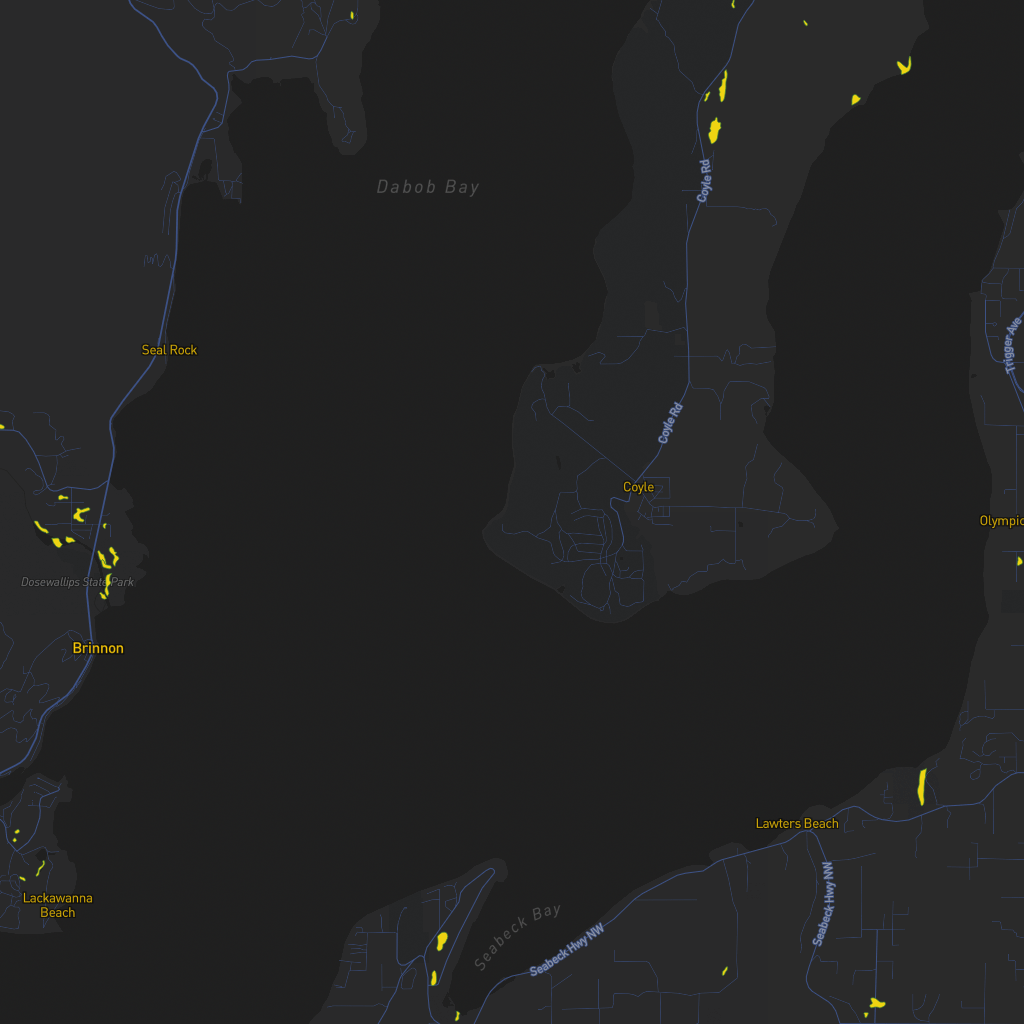 Dabob Bay
Coyle Rd
Trigger Ave
Seal Rock
Coyle Rd
Coyle
Olympic
Dosewallips State Park
Brinnon
Lawters Beach
Seabeck Hwy NW
Lackawanna
Beach
Seabeck Bay
Seabeck Hwy NW